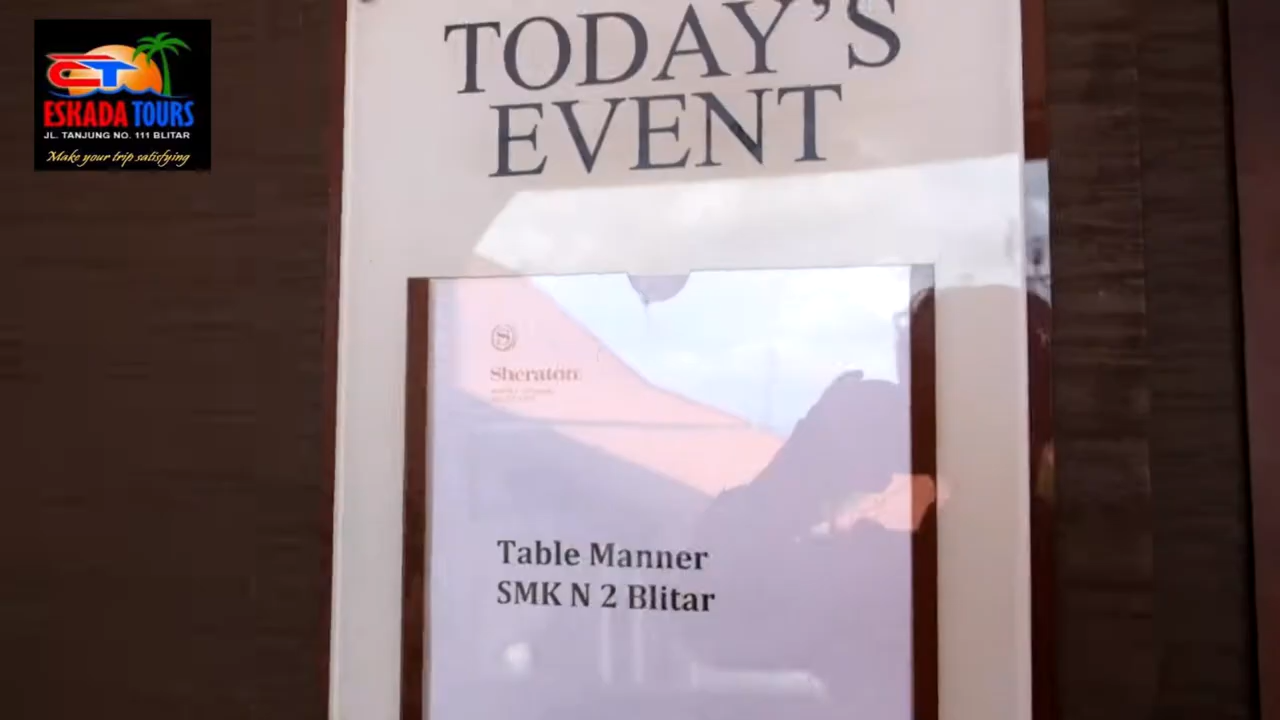 ESKADA TOURS
JL. TANJUNG NO. 111 BLITAR
Make your trip satisfying
TODAY'S
EVENT
Sheraton
Table Manner
SMK N 2 Blitar